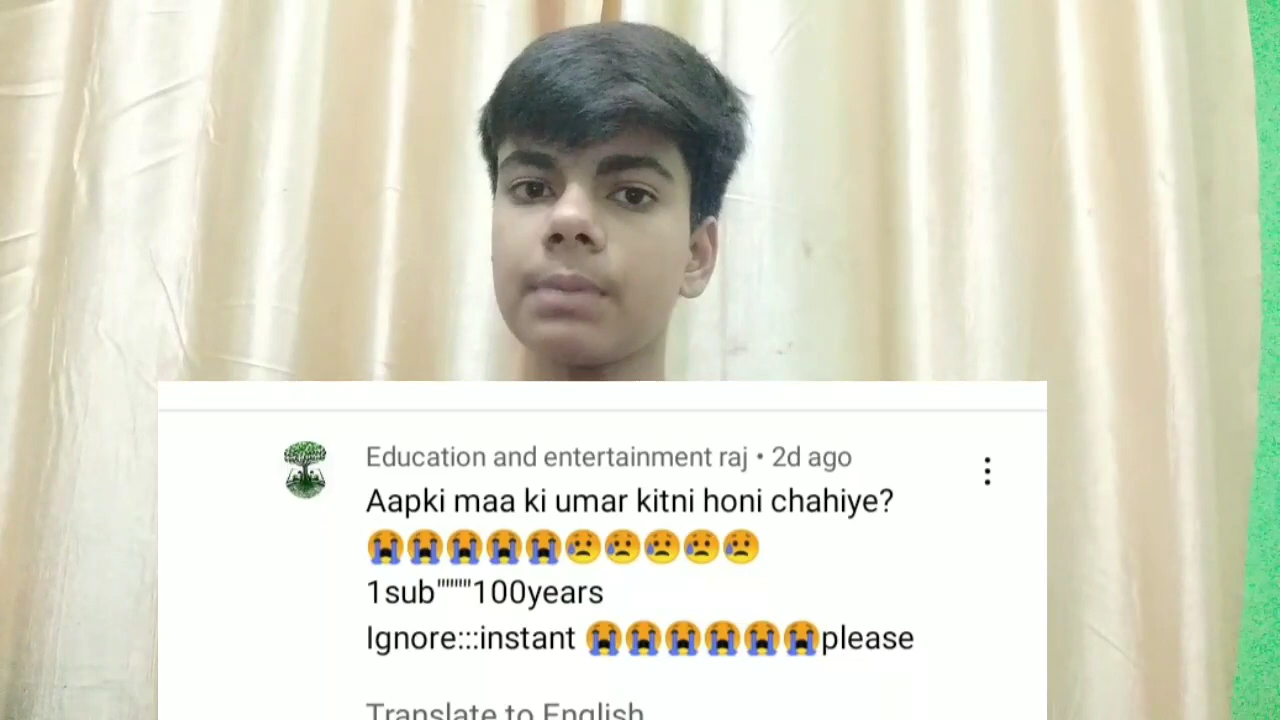 Education and entertainment raj • 2d ago
Aapki maa ki umar kitni honi chahiye?
😭😭😭😭😭😥😥😥😥😥
1sub"""""100years
Ignore:::instant 😭😭😭😭😭😭please
Translate to English